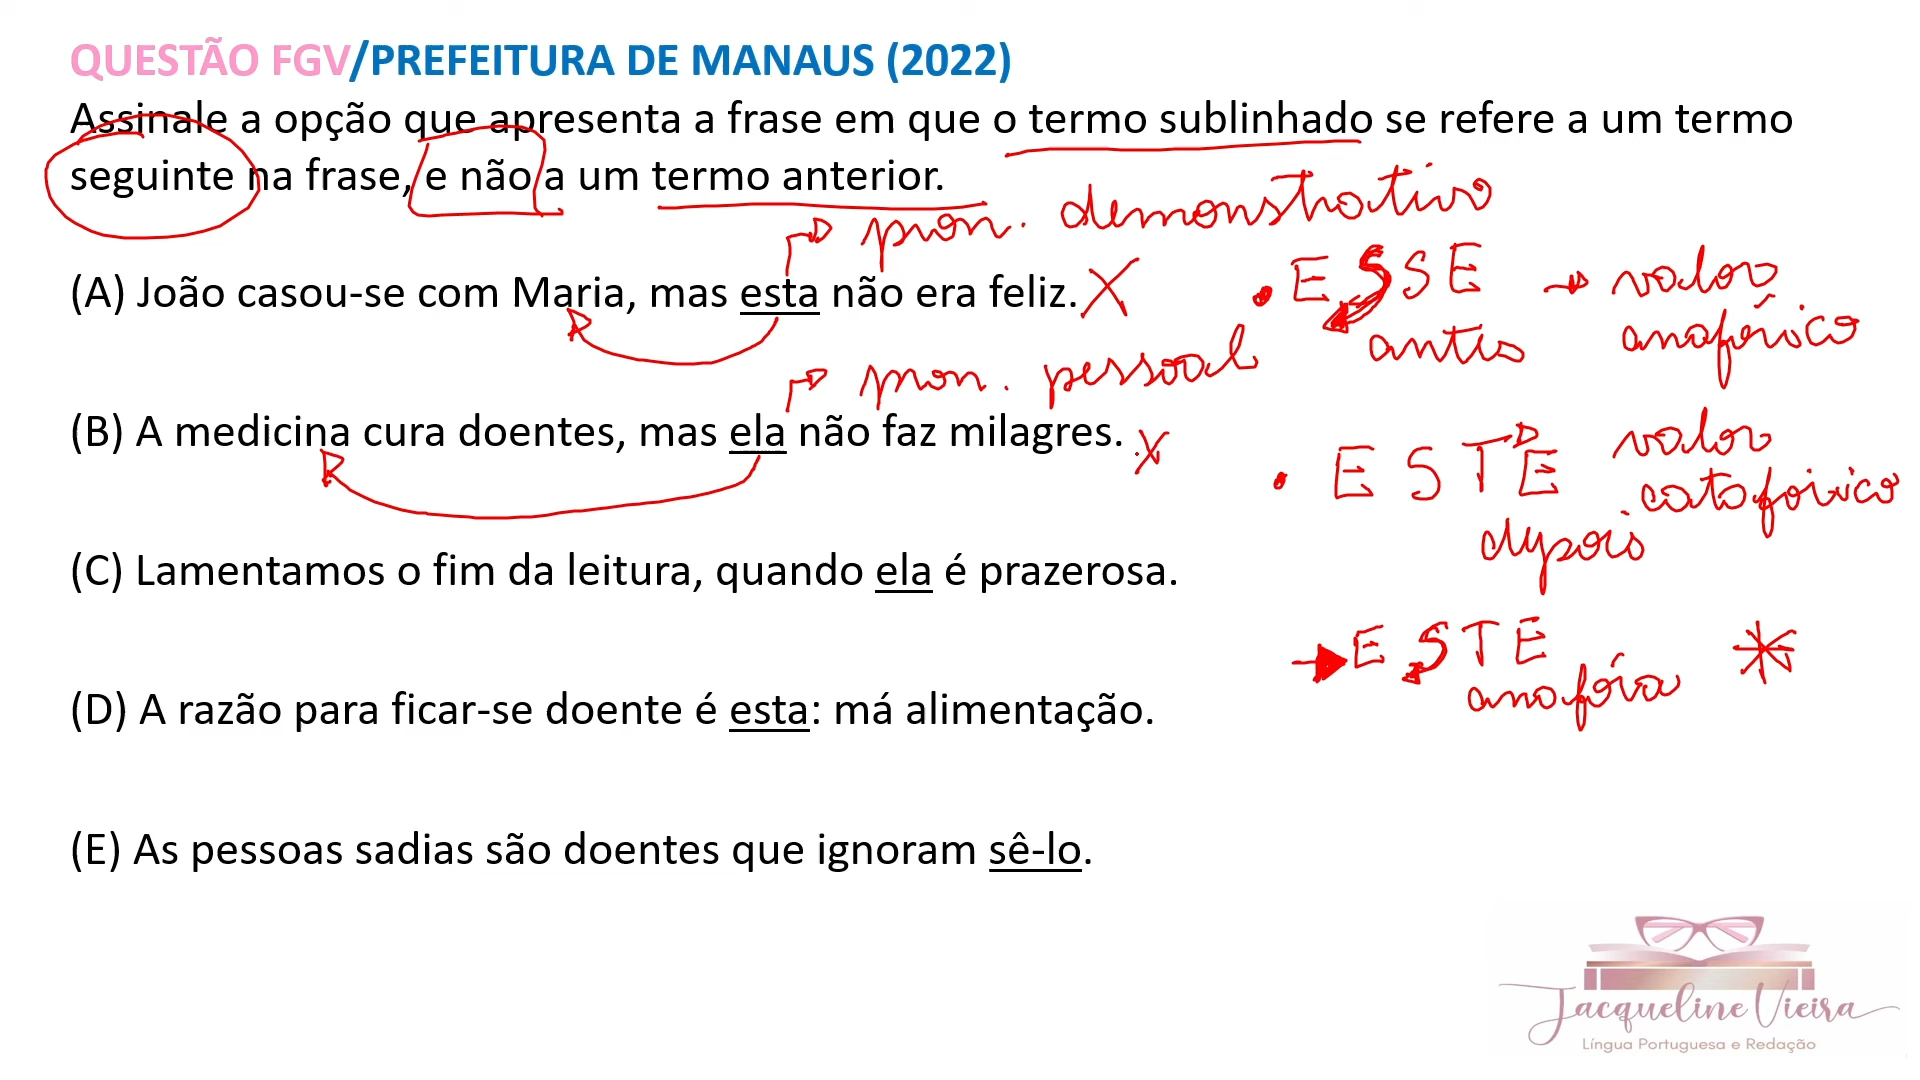 QUESTÃO FGV/PREFEITURA DE MANAUS (2022)
Assinale a opção que apresenta a frase em que o termo sublinhado se refere a um termo
seguinte na frase, e não a um termo anterior.
pron. demonstrativo
(A) João casou-se com Maria, mas esta não era feliz. X
• ESSE → valor
antes anafórico
pron. pessoal
(B) A medicina cura doentes, mas ela não faz milagres. X
• ESTE valor
catafórico
depois
(C) Lamentamos o fim da leitura, quando ela é prazerosa.
→ ESTE *
anáfora
(D) A razão para ficar-se doente é esta: má alimentação.
(E) As pessoas sadias são doentes que ignoram sê-lo.
Jacqueline Vieira
Língua Portuguesa e Redação